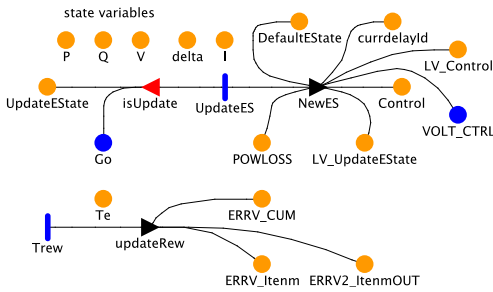 state variables
DefaultEState
currdelayId
P
Q
V
delta
I
LV_Control
UpdateEState
isUpdate
UpdateES
NewES
Control
VOLT_CTRL
Go
POWLOSS
LV_UpdateEState
Te
ERRV_CUM
Trew
updateRew
ERRV_Itenm
ERRV2_ItenmOUT